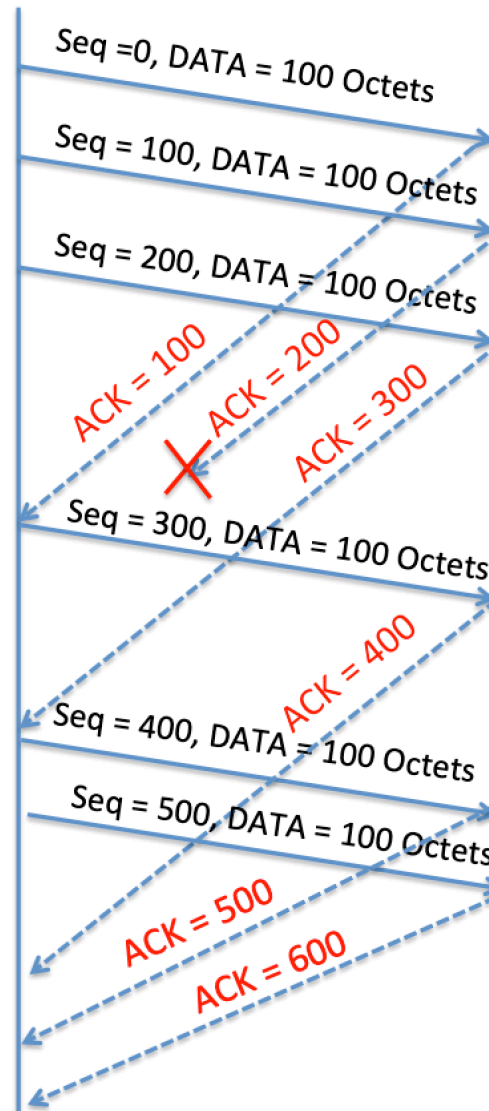 Seq =0, DATA = 100 Octets
Seq = 100, DATA = 100 Octets
Seq = 200, DATA = 100 Octets
ACK = 100
ACK = 200
ACK = 300
Seq = 300, DATA = 100 Octets
ACK = 400
Seq = 400, DATA = 100 Octets
Seq = 500, DATA = 100 Octets
ACK = 500
ACK = 600